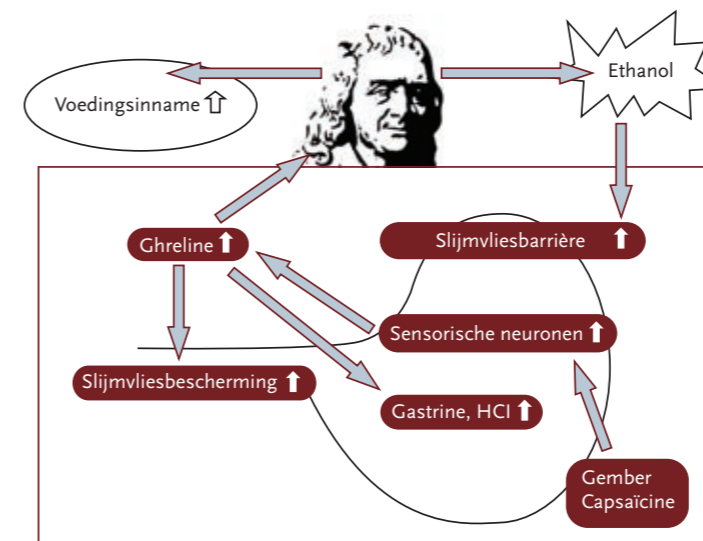 Voedingsinname ⇧
Ethanol
Ghreline ⬆
Slijmvliesbarrière ⬆
Sensorische neuronen ⬆
Slijmvliesbescherming ⬆
Gastrine, HCl ⬆
Gember
Capsaïcine